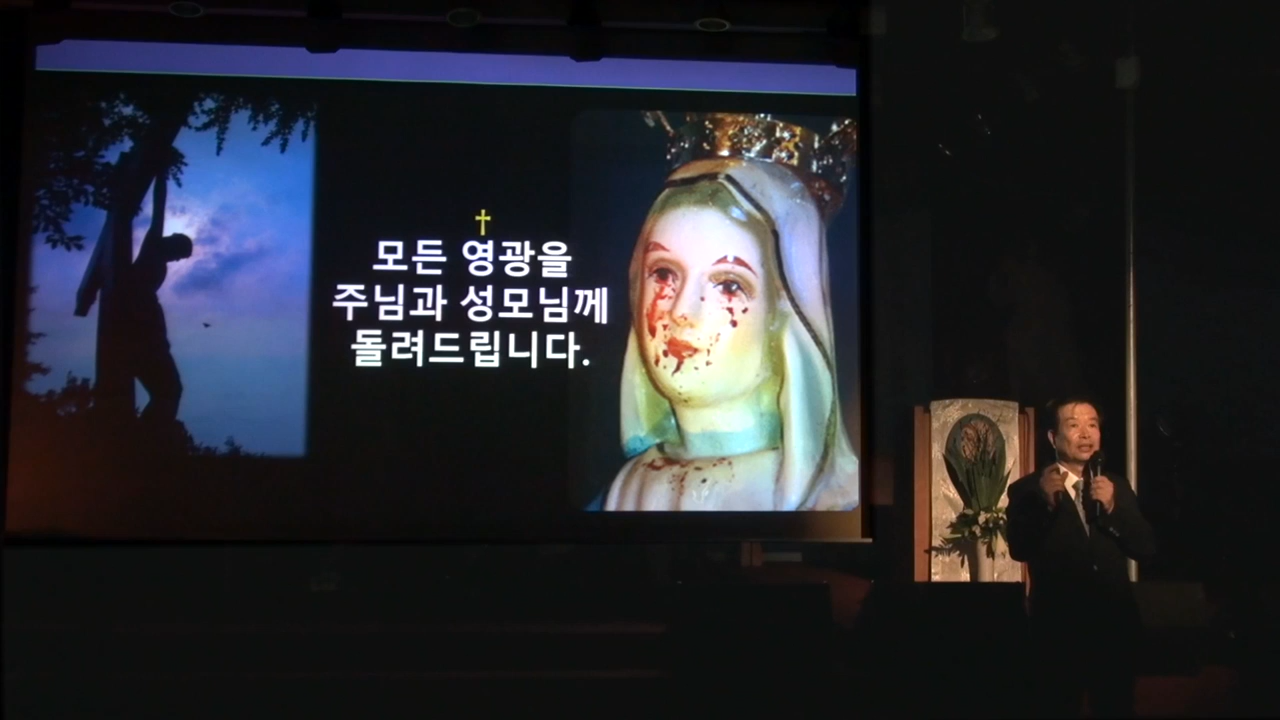 모든 영광을
주님과 성모님께
돌려드립니다.